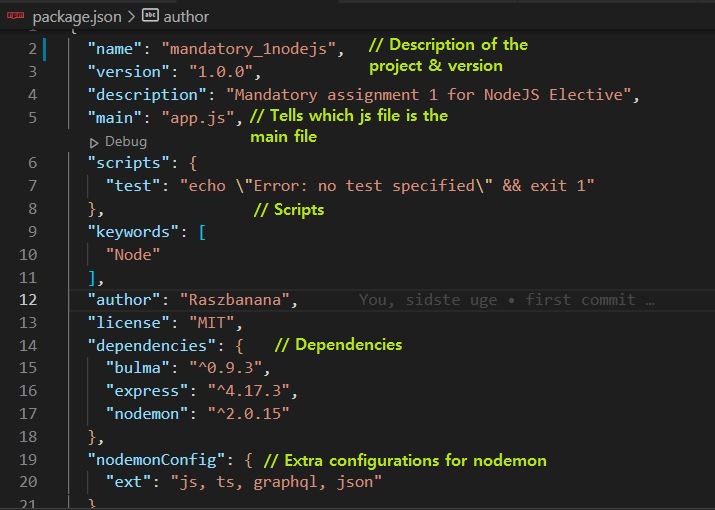 package.json > author
1 {
2 "name": "mandatory_1nodejs", // Description of the
project & version
3 "version": "1.0.0",
4 "description": "Mandatory assignment 1 for NodeJS Elective",
5 "main": "app.js", // Tells which js file is the
main file
Debug
6 "scripts": {
7 "test": "echo \"Error: no test specified\" && exit 1"
8 }, // Scripts
9 "keywords": [
10 "Node"
11 ],
12 "author": "Raszbanana", You, sidste uge • first commit …
13 "license": "MIT",
14 "dependencies": { // Dependencies
15 "bulma": "^0.9.3",
16 "express": "^4.17.3",
17 "nodemon": "^2.0.15"
18 },
19 "nodemonConfig": { // Extra configurations for nodemon
20 "ext": "js, ts, graphql, json"
21 }